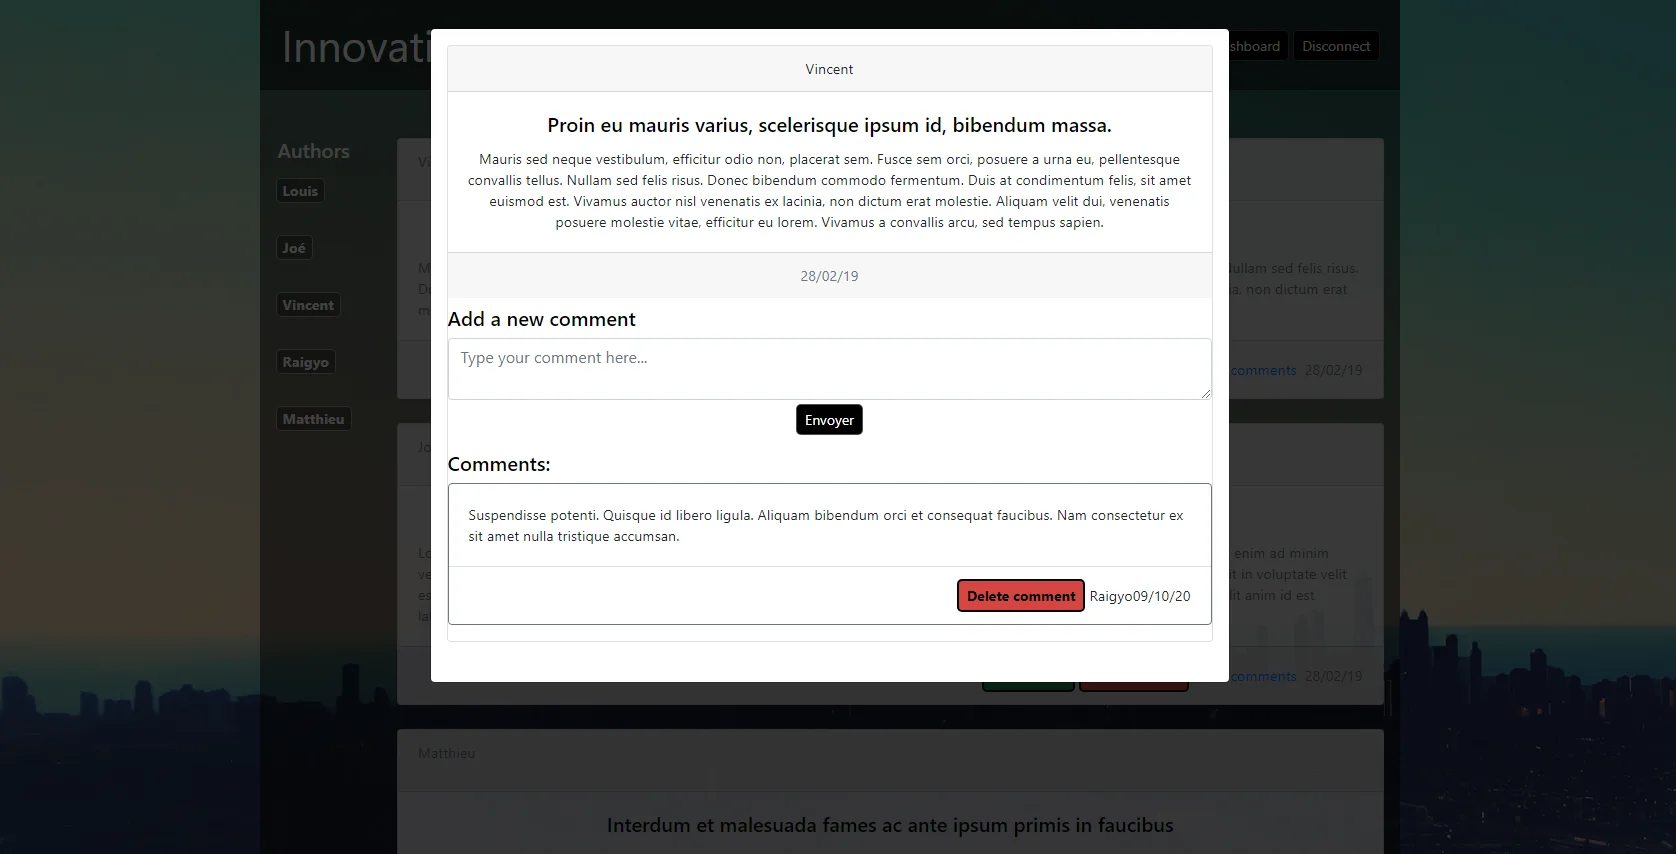 Innovati
shboard
Disconnect
Vincent
Proin eu mauris varius, scelerisque ipsum id, bibendum massa.
Mauris sed neque vestibulum, efficitur odio non, placerat sem. Fusce sem orci, posuere a urna eu, pellentesque
convallis tellus. Nullam sed felis risus. Donec bibendum commodo fermentum. Duis at condimentum felis, sit amet
euismod est. Vivamus auctor nisl venenatis ex lacinia, non dictum erat molestie. Aliquam velit dui, venenatis
posuere molestie vitae, efficitur eu lorem. Vivamus a convallis arcu, sed tempus sapien.
28/02/19
Add a new comment
Type your comment here...
Envoyer
Comments:
Suspendisse potenti. Quisque id libero ligula. Aliquam bibendum orci et consequat faucibus. Nam consectetur ex
sit amet nulla tristique accumsan.
Delete comment
Raigyo09/10/20
Authors
Louis
Joé
Vincent
Raigyo
Matthieu
ullam sed felis risus.
a, non dictum erat
comments 28/02/19
enim ad minim
it in voluptate velit
lit anim id est
comments 28/02/19
Matthieu
Interdum et malesuada fames ac ante ipsum primis in faucibus